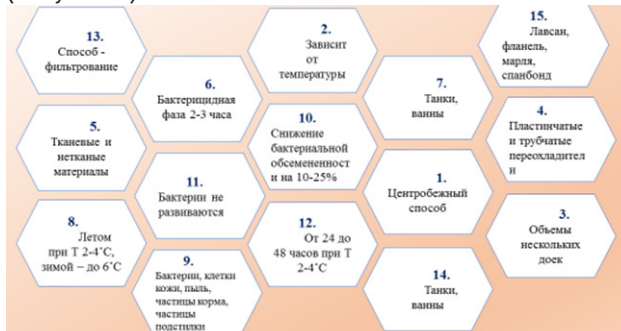 13.
Способ -
фильтрование
5.
Тканевые и
нетканые
материалы
8.
Летом
при Т 2-4˚С,
зимой – до 6˚С
6.
Бактерицидная
фаза 2-3 часа
11.
Бактерии не
развиваются
9.
Бактерии, клетки
кожи, пыль,
частицы корма,
частицы
подстилки
2.
Зависит
от
температуры
10.
Снижение
бактериальной
обсемененност
и на 10-25%
12.
От 24 до
48 часов при Т
2-4˚С
7.
Танки,
ванны
1.
Центробежный
способ
14.
Танки,
ванны
15.
Лавсан,
фланель,
марля,
спанбонд
4.
Пластинчатые
и трубчатые
переохладител
и
3.
Объемы
нескольких
доек